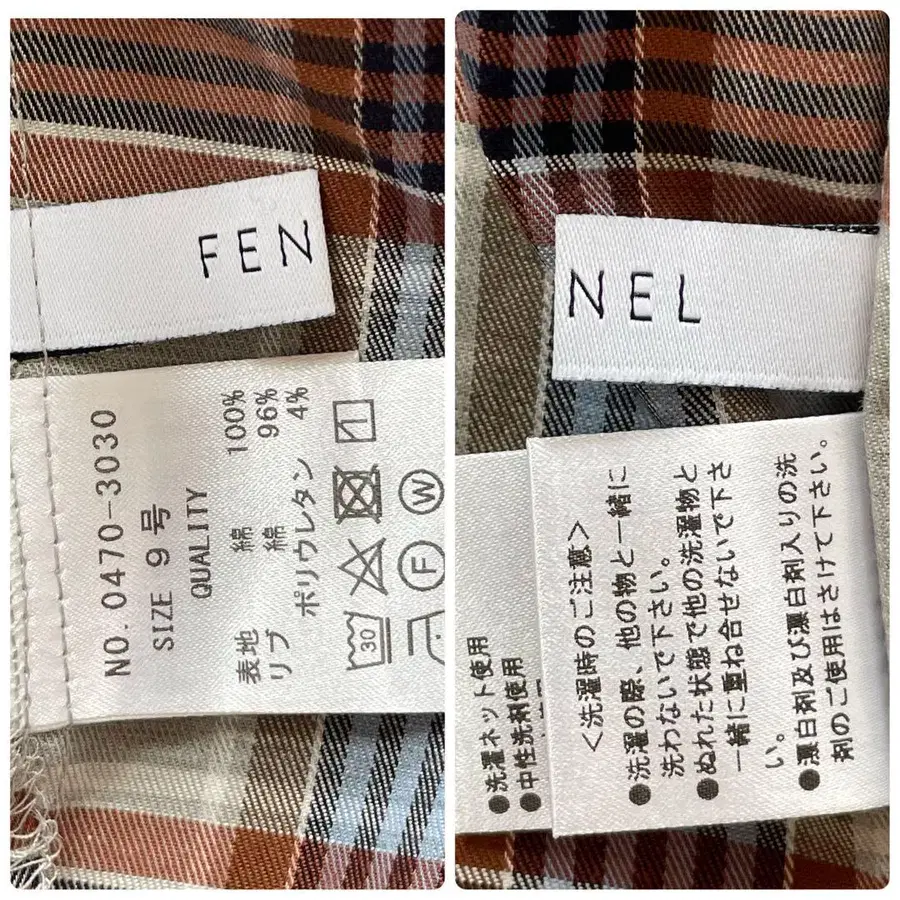 FEN
NO.0470-3030
SIZE 9号
QUALITY
表地 綿 100%
リブ 綿 96%
ポリウレタン 4%
30
W
F
NEL
●洗濯ネット使用
●中性洗剤使用
<洗濯時のご注意>
●洗濯の際、他の物と一緒に
洗わないで下さい。
●ぬれた状態で他の洗濯物と
一緒に重ね合せないで下さ
い。
●漂白剤及び漂白剤入りの洗
剤のご使用はさけて下さい。